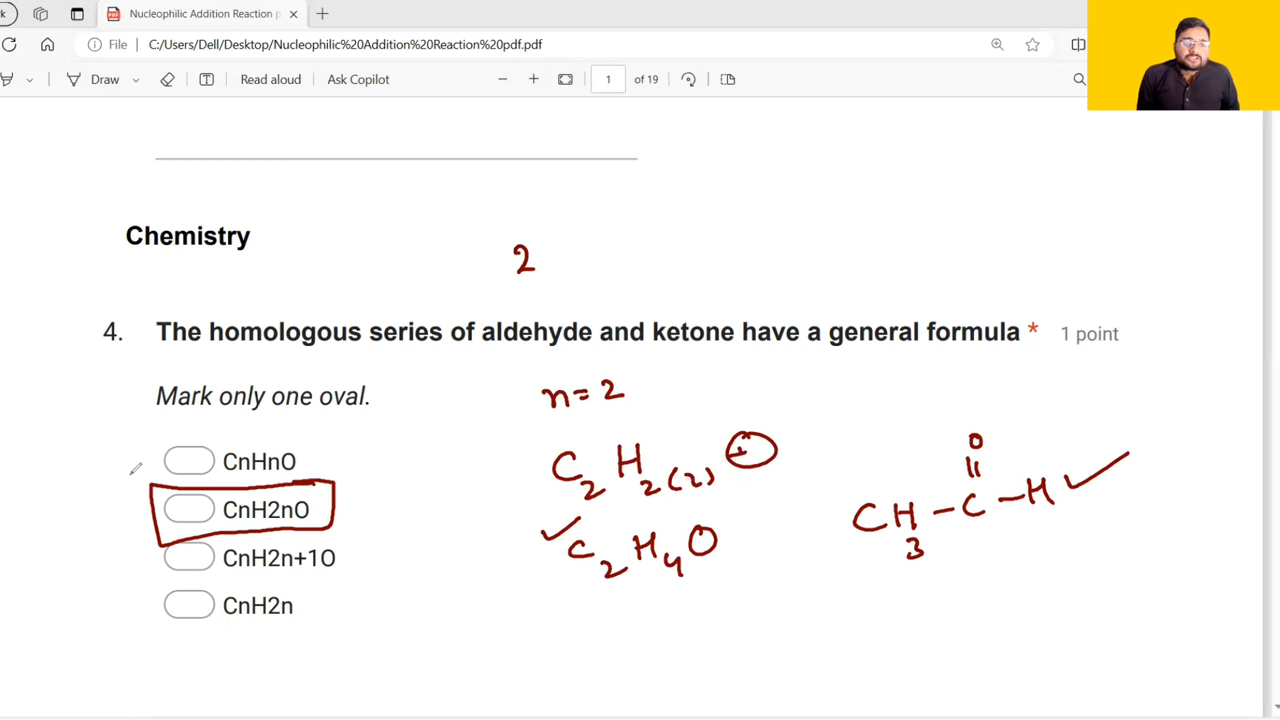 Nucleophilic Addition Reaction p
File C:/Users/Dell/Desktop/Nucleophilic%20Addition%20Reaction%20pdf.pdf
Draw Read aloud Ask Copilot 1 of 19
Chemistry
2
4. The homologous series of aldehyde and ketone have a general formula * 1 point
Mark only one oval.
n=2
CnHnO
CnH2nO
CnH2n+1O
CnH2n
C2H2(2)
C2H4O
O
||
CH3-C-H